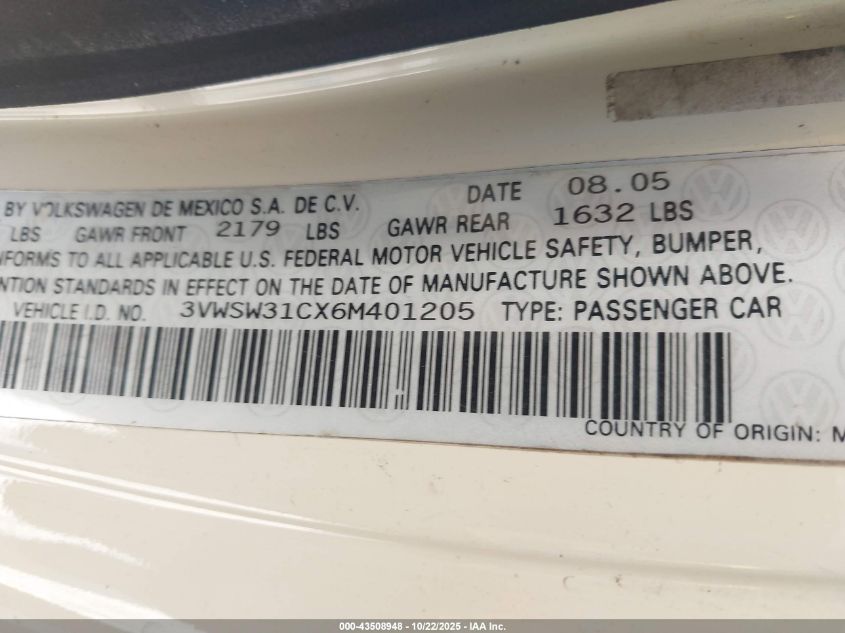 BY VOLKSWAGEN DE MEXICO S.A. DE C.V. DATE 08.05
LBS GAWR FRONT 2179 LBS GAWR REAR 1632 LBS
NFORMS TO ALL APPLICABLE U.S. FEDERAL MOTOR VEHICLE SAFETY, BUMPER,
NTION STANDARDS IN EFFECT ON THE DATE OF MANUFACTURE SHOWN ABOVE.
VEHICLE I.D. NO. 3VWSW31CX6M401205 TYPE: PASSENGER CAR
COUNTRY OF ORIGIN: M
000-43508948 - 10/22/2025 - IAA Inc.